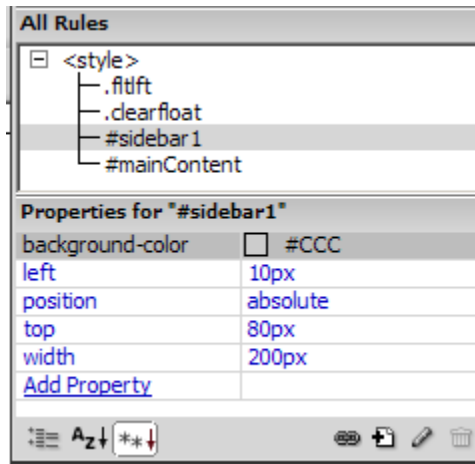 All Rules
<style>
.fltlft
.clearfloat
#sidebar1
#mainContent
Properties for "#sidebar1"
background-color #CCC
left 10px
position absolute
top 80px
width 200px
Add Property